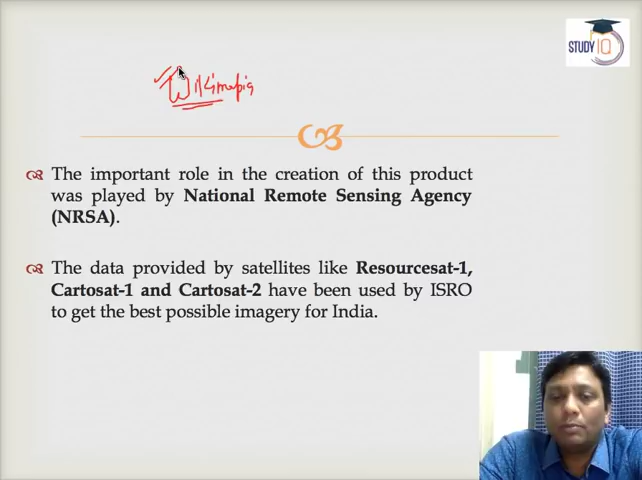 STUDY IQ
Wikimapia
The important role in the creation of this product
was played by National Remote Sensing Agency
(NRSA).
The data provided by satellites like Resourcesat-1,
Cartosat-1 and Cartosat-2 have been used by ISRO
to get the best possible imagery for India.